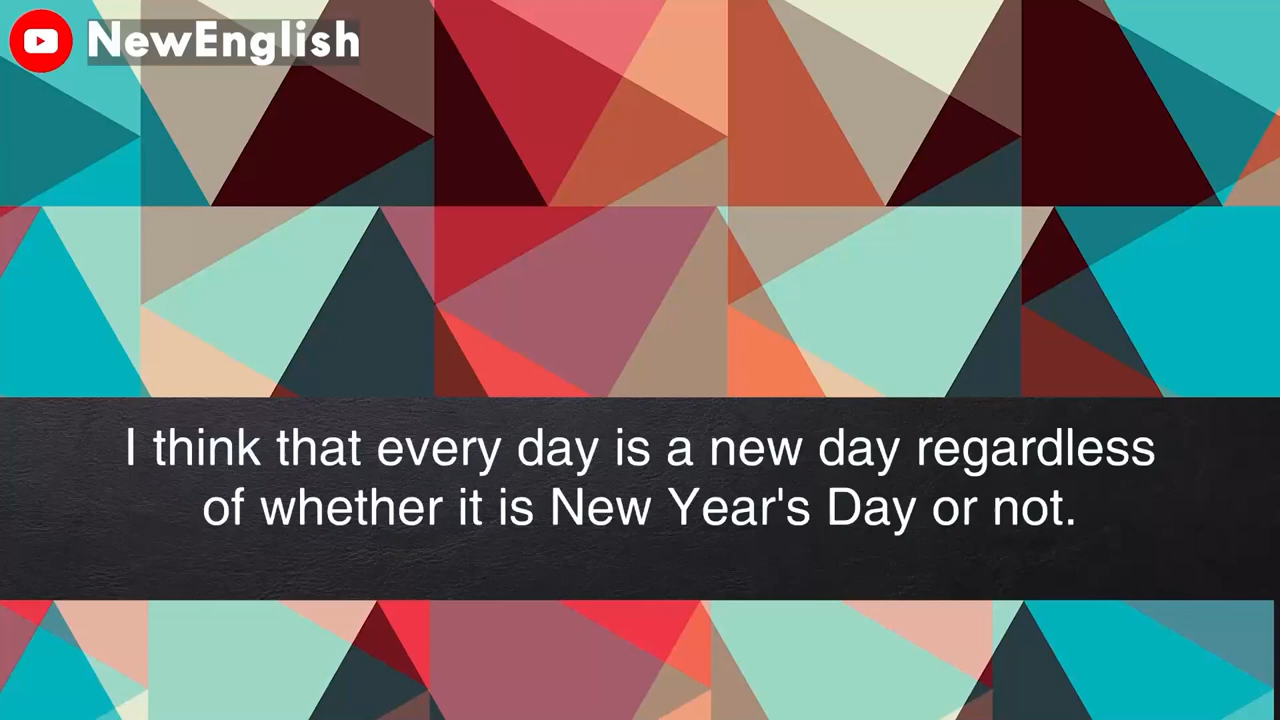 NewEnglish
I think that every day is a new day regardless
of whether it is New Year's Day or not.